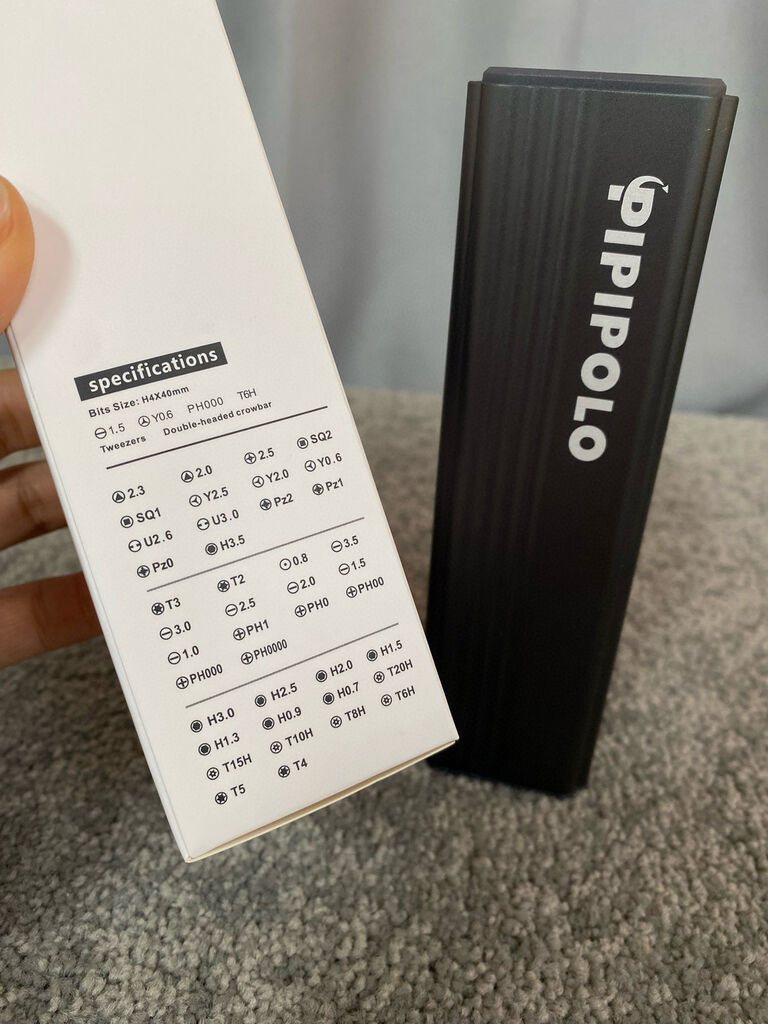 specifications
Bits Size: H4X40mm
1.5 Y0.6 PH000 T6H
Tweezers Double-headed crowbar
2.3 2.0 2.5 SQ2
SQ1 Y2.5 Y2.0 Y0.6
U2.6 U3.0 Pz2 Pz1
Pz0 H3.5
T3 T2 0.8 3.5
3.0 2.5 2.0 1.5
1.0 PH1 PH0 PH00
PH000 PH0000
H3.0 H2.5 H2.0 H1.5
H1.3 H0.9 H0.7 T20H
T15H T10H T8H T6H
T5 T4
PIPIPOLO